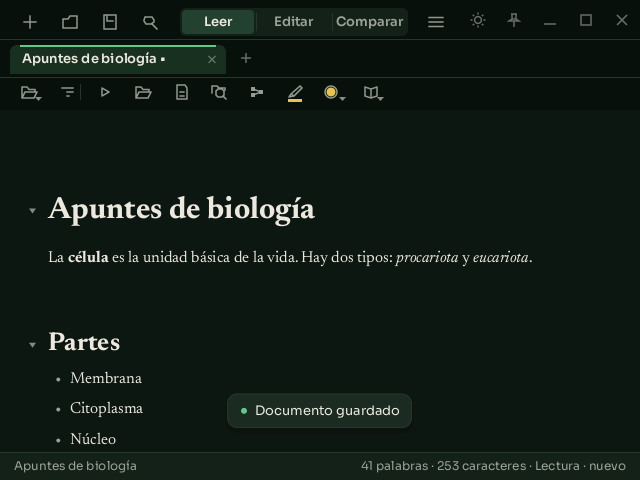 Leer Editar Comparar
Apuntes de biología •
Apuntes de biología
La célula es la unidad básica de la vida. Hay dos tipos: procariota y eucariota.
Partes
• Membrana
• Citoplasma
• Núcleo
Documento guardado
Apuntes de biología 41 palabras · 253 caracteres · Lectura · nuevo